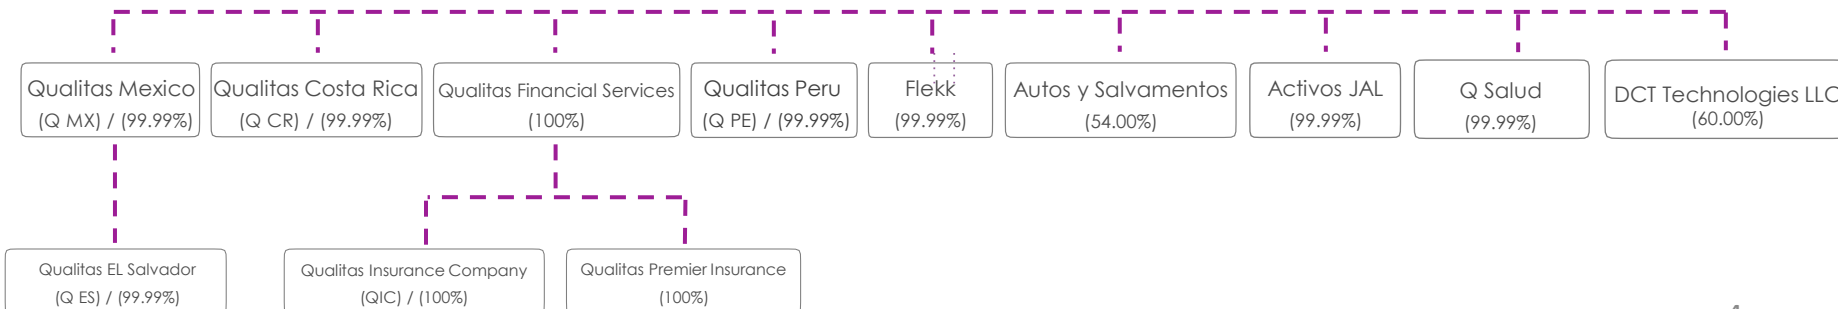 Qualitas Mexico
(Q MX) / (99.99%)
Qualitas Costa Rica
(Q CR) / (99.99%)
Qualitas Financial Services
(100%)
Qualitas Peru
(Q PE) / (99.99%)
Flekk
(99.99%)
Autos y Salvamentos
(54.00%)
Activos JAL
(99.99%)
Q Salud
(99.99%)
DCT Technologies LLC
(60.00%)
Qualitas EL Salvador
(Q ES) / (99.99%)
Qualitas Insurance Company
(QIC) / (100%)
Qualitas Premier Insurance
(100%)